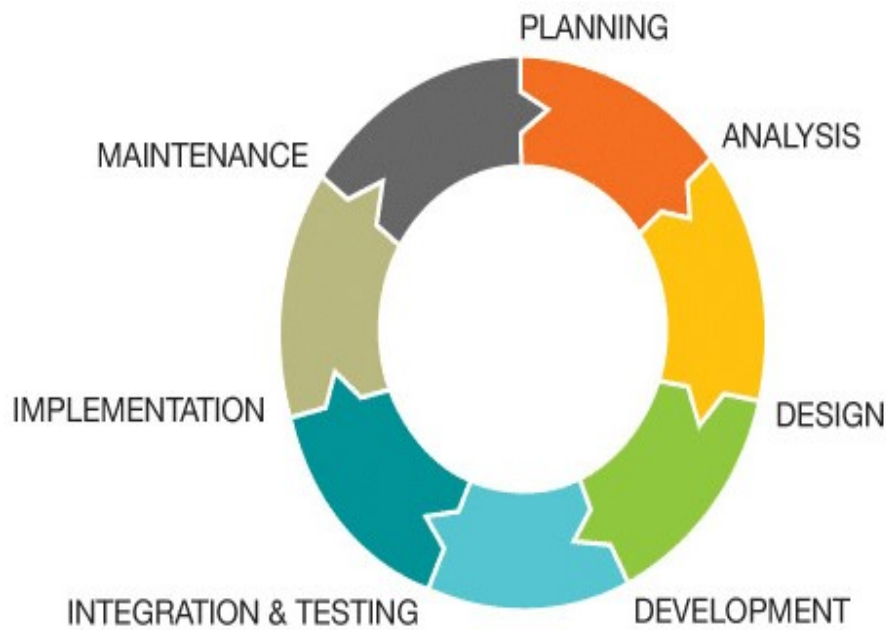 PLANNING
ANALYSIS
DESIGN
DEVELOPMENT
INTEGRATION & TESTING
IMPLEMENTATION
MAINTENANCE